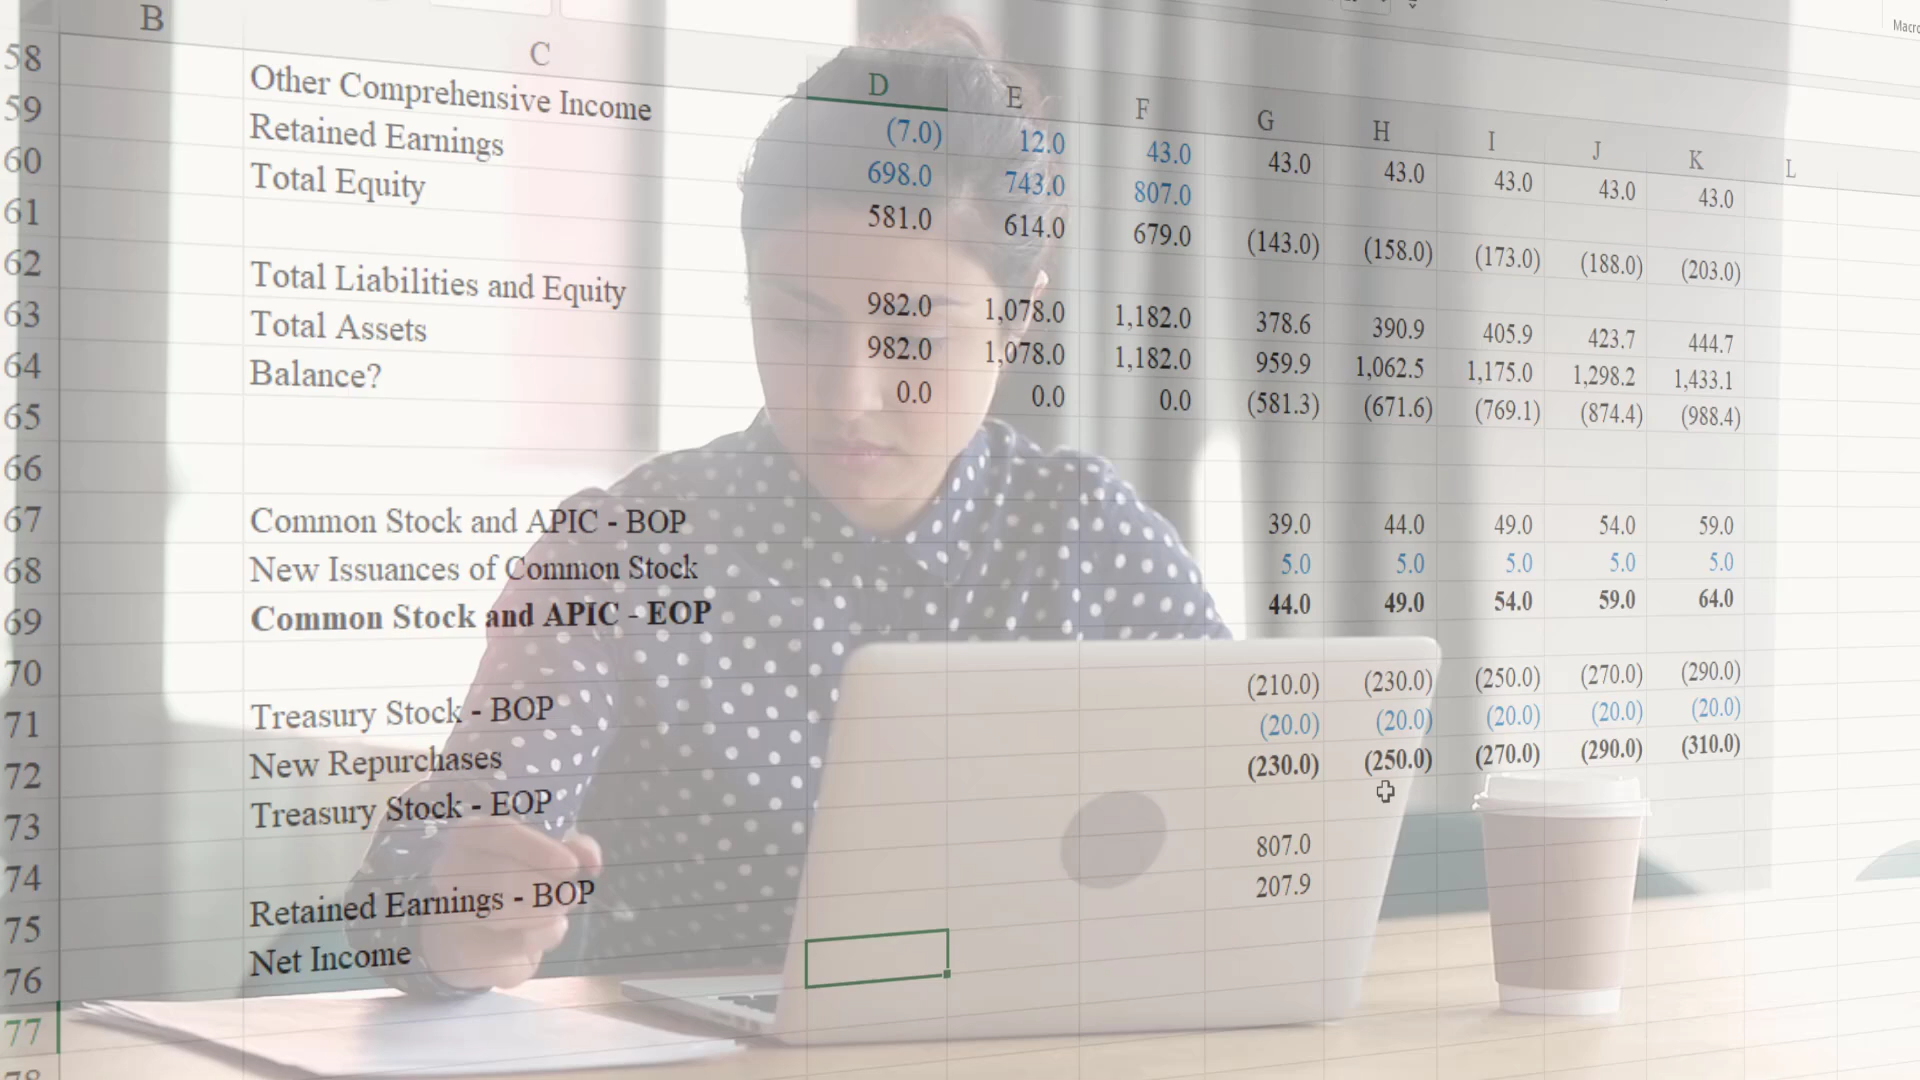 Macro
B C D E F G H I J K L
58
59 Other Comprehensive Income (7.0) 12.0 43.0 43.0 43.0 43.0 43.0 43.0
60 Retained Earnings 698.0 743.0 807.0
61 Total Equity 581.0 614.0 679.0 (143.0) (158.0) (173.0) (188.0) (203.0)
62
63 Total Liabilities and Equity 982.0 1,078.0 1,182.0 378.6 390.9 405.9 423.7 444.7
64 Total Assets 982.0 1,078.0 1,182.0 959.9 1,062.5 1,175.0 1,298.2 1,433.1
65 Balance? 0.0 0.0 0.0 (581.3) (671.6) (769.1) (874.4) (988.4)
66
67 Common Stock and APIC - BOP 39.0 44.0 49.0 54.0 59.0
68 New Issuances of Common Stock 5.0 5.0 5.0 5.0 5.0
69 Common Stock and APIC - EOP 44.0 49.0 54.0 59.0 64.0
70
71 Treasury Stock - BOP (210.0) (230.0) (250.0) (270.0) (290.0)
72 New Repurchases (20.0) (20.0) (20.0) (20.0) (20.0)
73 Treasury Stock - EOP (230.0) (250.0) (270.0) (290.0) (310.0)
74
75 Retained Earnings - BOP 807.0
76 Net Income 207.9
77
78